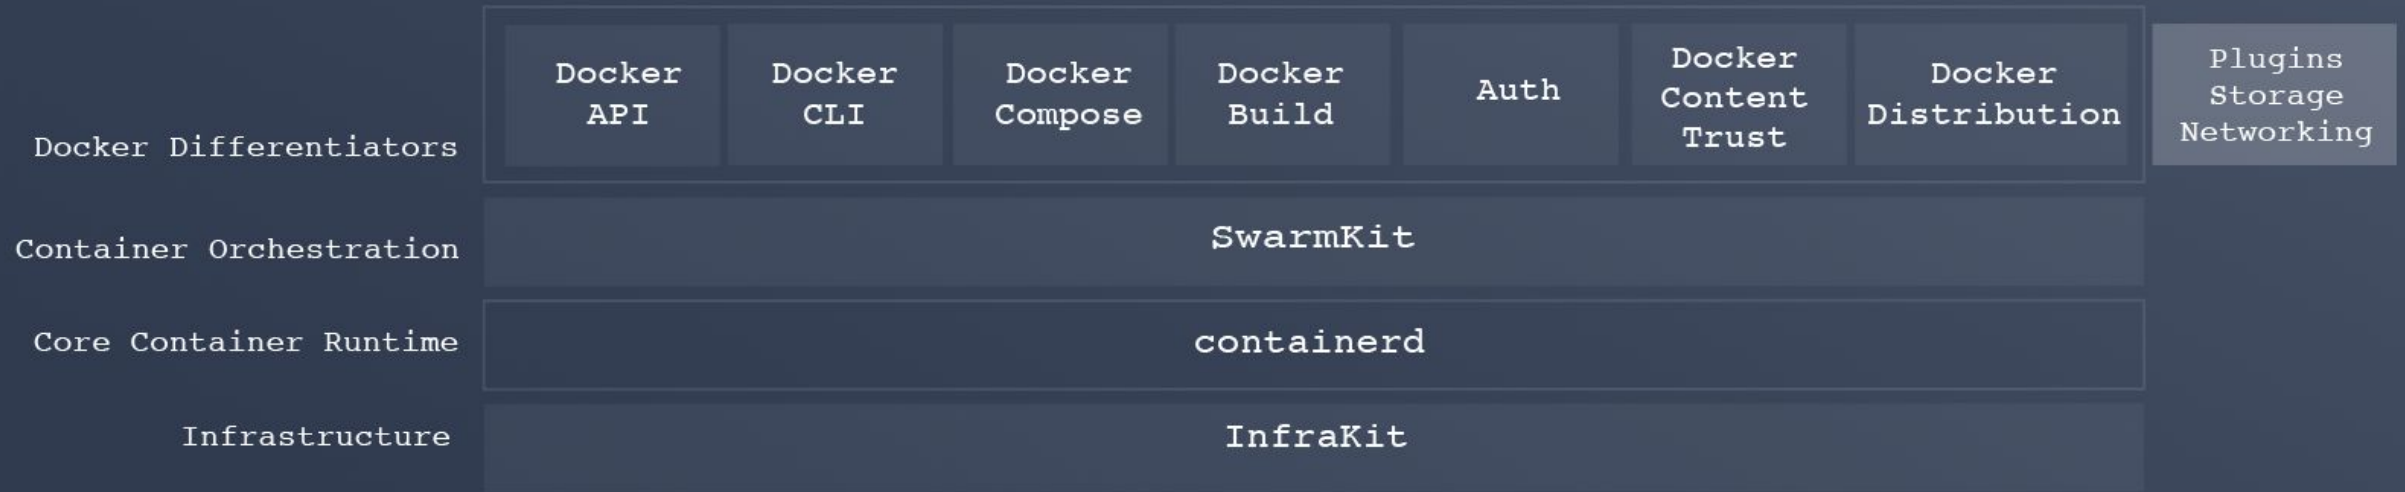 Docker Differentiators
Docker
API
Docker
CLI
Docker
Compose
Docker
Build
Auth
Docker
Content
Trust
Docker
Distribution
Plugins
Storage
Networking
Container Orchestration
SwarmKit
Core Container Runtime
containerd
Infrastructure
InfraKit